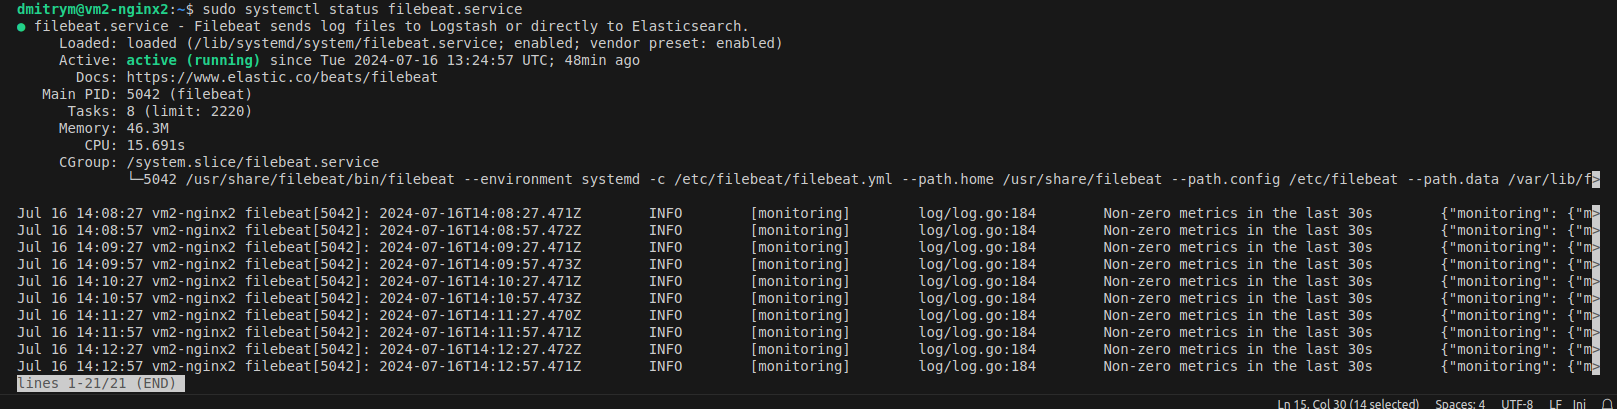 dmitrym@vm2-nginx2:~$ sudo systemctl status filebeat.service
● filebeat.service - Filebeat sends log files to Logstash or directly to Elasticsearch.
     Loaded: loaded (/lib/systemd/system/filebeat.service; enabled; vendor preset: enabled)
     Active: active (running) since Tue 2024-07-16 13:24:57 UTC; 48min ago
       Docs: https://www.elastic.co/beats/filebeat
   Main PID: 5042 (filebeat)
      Tasks: 8 (limit: 2220)
     Memory: 46.3M
        CPU: 15.691s
     CGroup: /system.slice/filebeat.service
             └─5042 /usr/share/filebeat/bin/filebeat --environment systemd -c /etc/filebeat/filebeat.yml --path.home /usr/share/filebeat --path.config /etc/filebeat --path.data /var/lib/f>
Jul 16 14:08:27 vm2-nginx2 filebeat[5042]: 2024-07-16T14:08:27.471Z        INFO        [monitoring]        log/log.go:184        Non-zero metrics in the last 30s        {"monitoring": {"m>
Jul 16 14:08:57 vm2-nginx2 filebeat[5042]: 2024-07-16T14:08:57.472Z        INFO        [monitoring]        log/log.go:184        Non-zero metrics in the last 30s        {"monitoring": {"m>
Jul 16 14:09:27 vm2-nginx2 filebeat[5042]: 2024-07-16T14:09:27.471Z        INFO        [monitoring]        log/log.go:184        Non-zero metrics in the last 30s        {"monitoring": {"m>
Jul 16 14:09:57 vm2-nginx2 filebeat[5042]: 2024-07-16T14:09:57.473Z        INFO        [monitoring]        log/log.go:184        Non-zero metrics in the last 30s        {"monitoring": {"m>
Jul 16 14:10:27 vm2-nginx2 filebeat[5042]: 2024-07-16T14:10:27.471Z        INFO        [monitoring]        log/log.go:184        Non-zero metrics in the last 30s        {"monitoring": {"m>
Jul 16 14:10:57 vm2-nginx2 filebeat[5042]: 2024-07-16T14:10:57.473Z        INFO        [monitoring]        log/log.go:184        Non-zero metrics in the last 30s        {"monitoring": {"m>
Jul 16 14:11:27 vm2-nginx2 filebeat[5042]: 2024-07-16T14:11:27.470Z        INFO        [monitoring]        log/log.go:184        Non-zero metrics in the last 30s        {"monitoring": {"m>
Jul 16 14:11:57 vm2-nginx2 filebeat[5042]: 2024-07-16T14:11:57.471Z        INFO        [monitoring]        log/log.go:184        Non-zero metrics in the last 30s        {"monitoring": {"m>
Jul 16 14:12:27 vm2-nginx2 filebeat[5042]: 2024-07-16T14:12:27.472Z        INFO        [monitoring]        log/log.go:184        Non-zero metrics in the last 30s        {"monitoring": {"m>
Jul 16 14:12:57 vm2-nginx2 filebeat[5042]: 2024-07-16T14:12:57.471Z        INFO        [monitoring]        log/log.go:184        Non-zero metrics in the last 30s        {"monitoring": {"m>
lines 1-21/21 (END)
Ln 15, Col 30 (14 selected) Spaces: 4 UTF-8 LF Ini